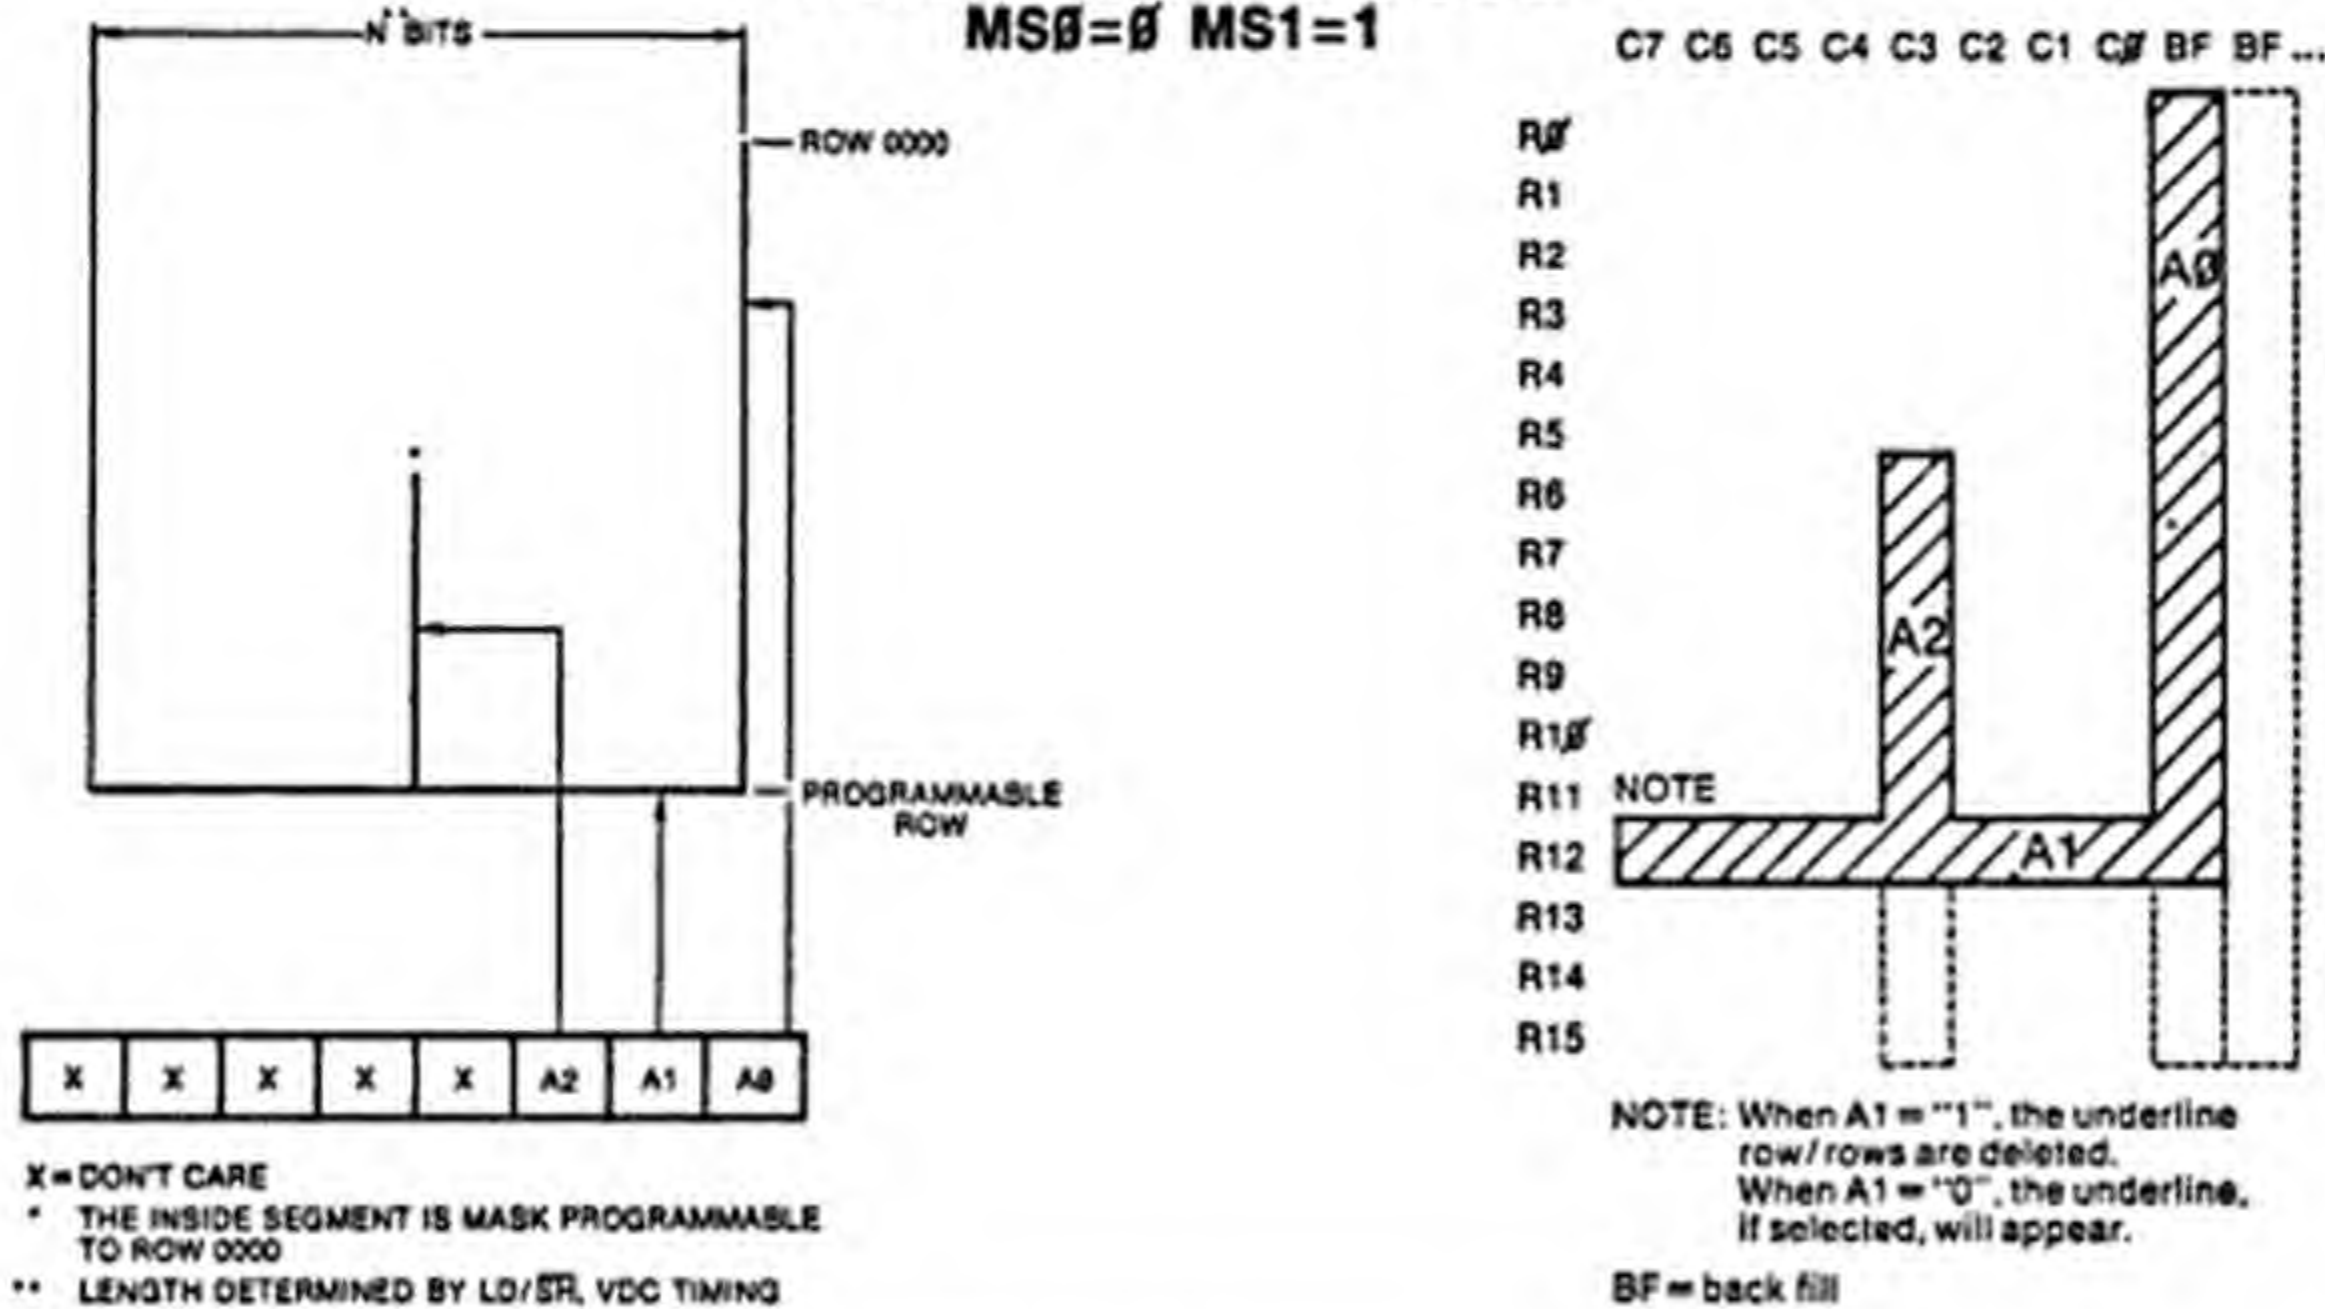 MSØ=Ø MS1=1
N** BITS
ROW 0000
PROGRAMMABLE
ROW
X X X X X A2 A1 A0
X = DON'T CARE
* THE INSIDE SEGMENT IS MASK PROGRAMMABLE
TO ROW 0000
** LENGTH DETERMINED BY LD/SH, VDC TIMING
C7 C6 C5 C4 C3 C2 C1 CØ BF BF...
RØ
R1
R2
R3
R4
R5
R6
R7
R8
R9
R1Ø
R11
R12
R13
R14
R15
AØ
A2
NOTE
A1
NOTE: When A1 = "1", the underline
row/rows are deleted.
When A1 = "0", the underline,
if selected, will appear.
BF = back fill